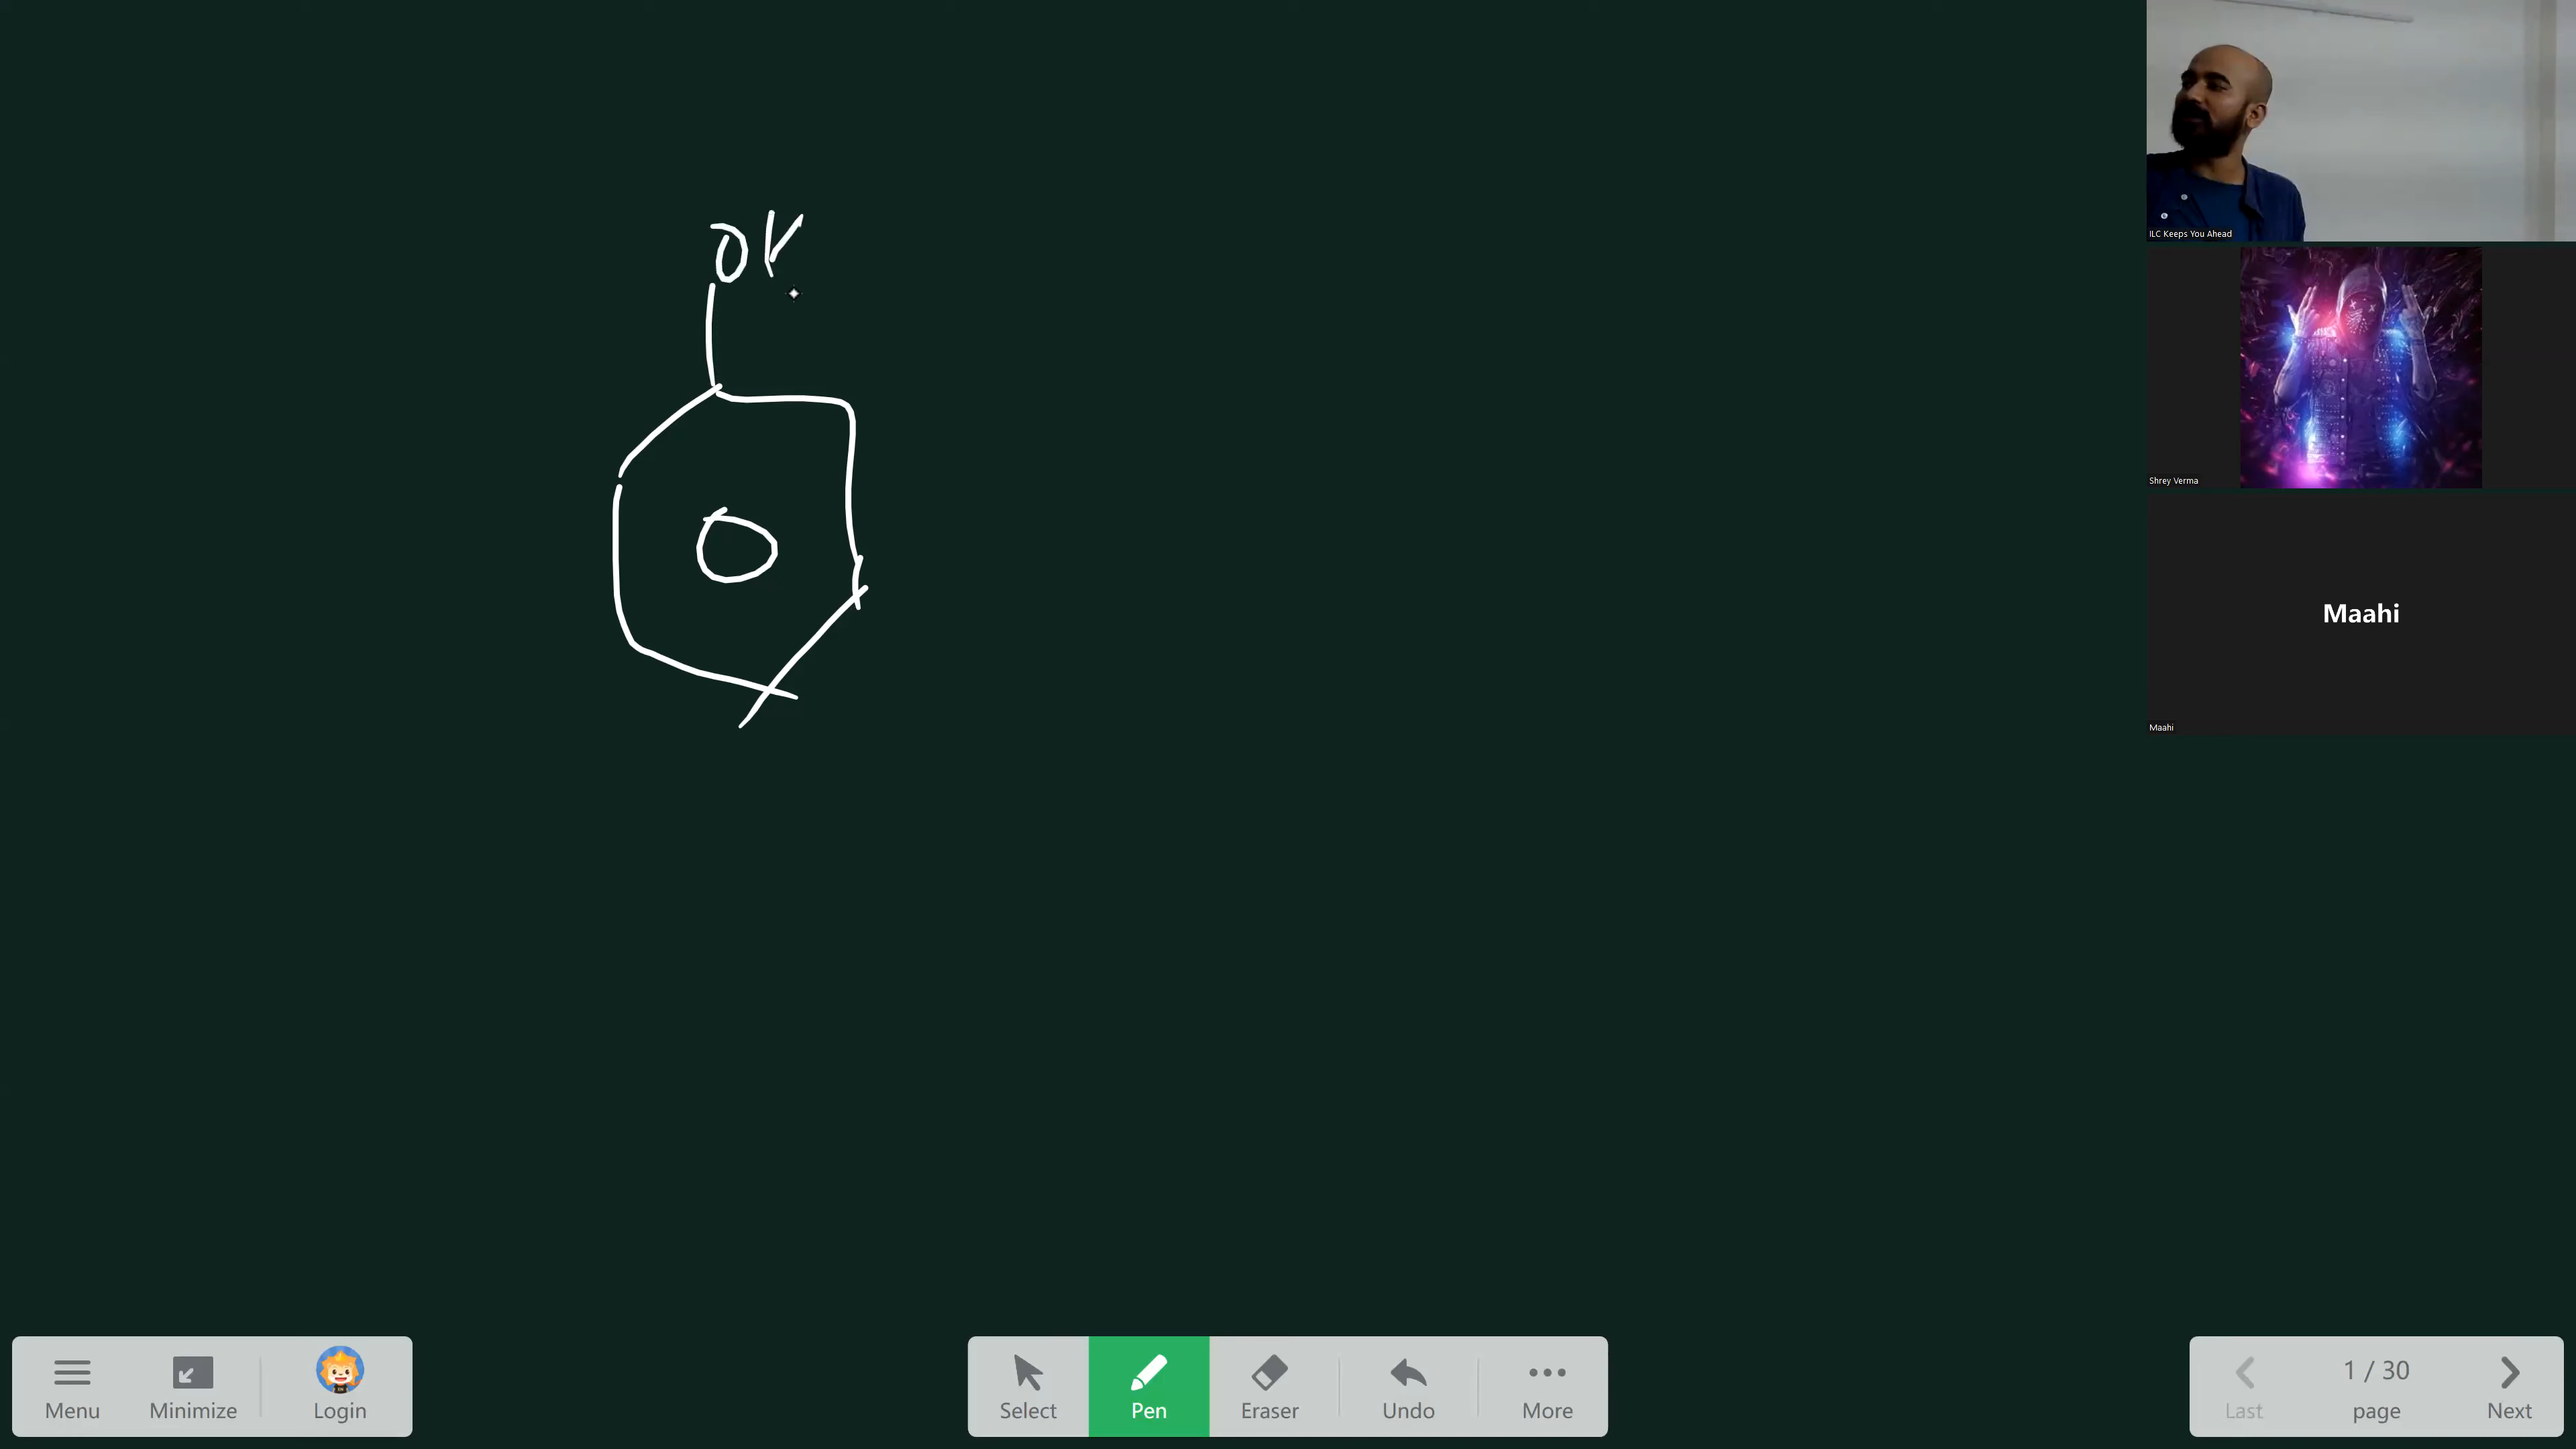 OK
ILC Keeps You Ahead
Shrey Verma
Maahi
Maahi
Menu
Minimize
Login
Select
Pen
Eraser
Undo
More
Last
1 / 30
page
Next